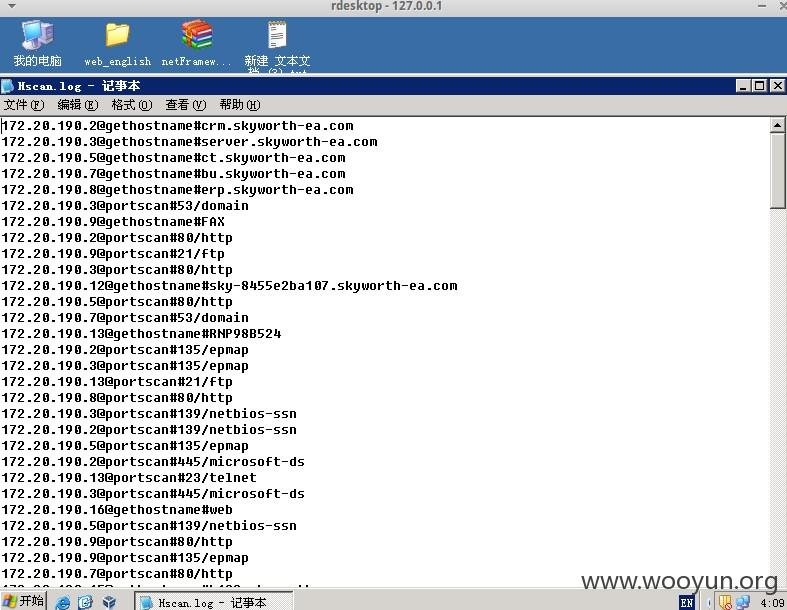 rdesktop - 127.0.0.1
我的电脑
web_english
netFramew...
新建 文本文
Hscan.log - 记事本
文件(F) 编辑(E) 格式(O) 查看(V) 帮助(H)
172.20.190.2@gethostname#crm.skyworth-ea.com
172.20.190.3@gethostname#server.skyworth-ea.com
172.20.190.5@gethostname#ct.skyworth-ea.com
172.20.190.7@gethostname#bu.skyworth-ea.com
172.20.190.8@gethostname#erp.skyworth-ea.com
172.20.190.3@portscan#53/domain
172.20.190.9@gethostname#FAX
172.20.190.2@portscan#80/http
172.20.190.9@portscan#21/ftp
172.20.190.3@portscan#80/http
172.20.190.12@gethostname#sky-8455e2ba107.skyworth-ea.com
172.20.190.5@portscan#80/http
172.20.190.7@portscan#53/domain
172.20.190.13@gethostname#RNP98B524
172.20.190.2@portscan#135/epmap
172.20.190.3@portscan#135/epmap
172.20.190.13@portscan#21/ftp
172.20.190.8@portscan#80/http
172.20.190.3@portscan#139/netbios-ssn
172.20.190.2@portscan#139/netbios-ssn
172.20.190.5@portscan#135/epmap
172.20.190.2@portscan#445/microsoft-ds
172.20.190.13@portscan#23/telnet
172.20.190.3@portscan#445/microsoft-ds
172.20.190.16@gethostname#web
172.20.190.5@portscan#139/netbios-ssn
172.20.190.9@portscan#80/http
172.20.190.9@portscan#135/epmap
172.20.190.7@portscan#80/http
www.wooyun.org
开始
Hscan.log - 记事本
EN
4:09